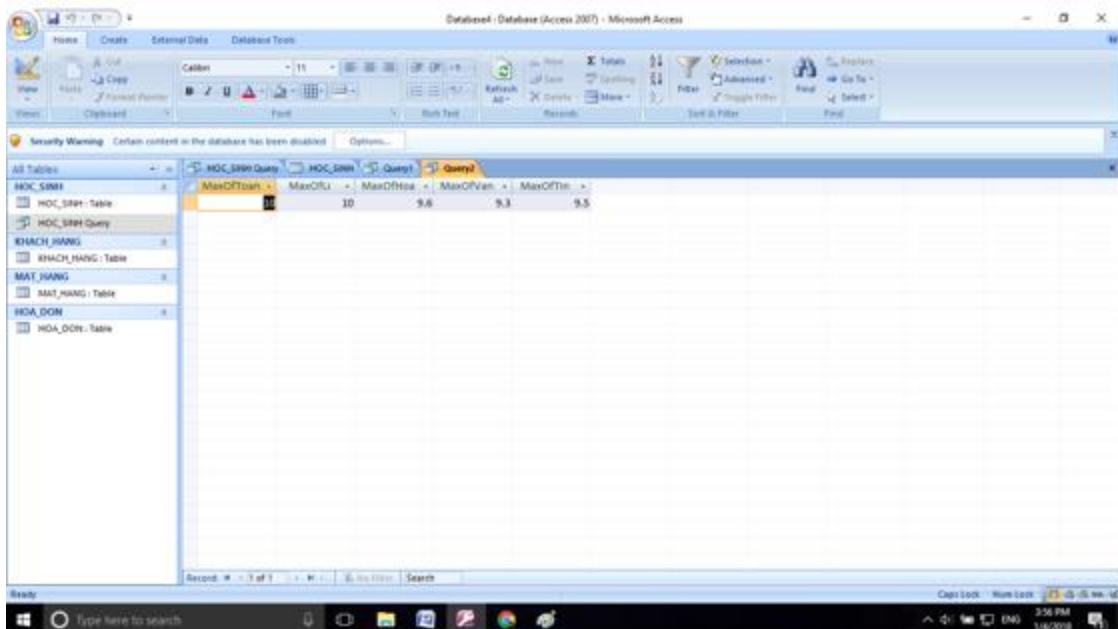 Database4 : Database (Access 2007) - Microsoft Access
Home Create External Data Database Tools
View Paste Cut Copy Format Painter
Calibri 11
B I U A
Refresh All New Save Delete Σ Totals Spelling More
Filter Selection Advanced Toggle Filter
Find Replace Go To Select
Views Clipboard Font Rich Text Records Sort & Filter Find
Security Warning Certain content in the database has been disabled Options...
All Tables
HOC_SINH Query HOC_SINH Query1 Query2
HOC_SINH
HOC_SINH : Table
HOC_SINH Query
KHACH_HANG
KHACH_HANG : Table
MAT_HANG
MAT_HANG : Table
HOA_DON
HOA_DON : Table
MaxOfToan MaxOfLi MaxOfHoa MaxOfVan MaxOfTin
10 10 9.6 9.3 9.5
Record: 1 of 1 No Filter Search
Ready Caps Lock Num Lock
Type here to search ENG 3:56 PM
1/4/2018